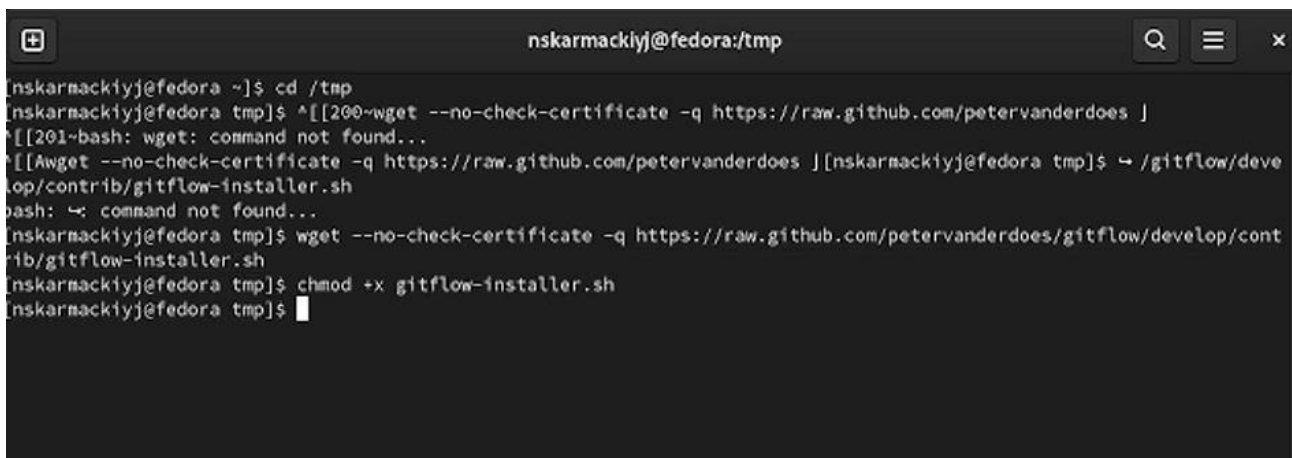 nskarmackiyj@fedora:/tmp
[nskarmackiyj@fedora ~]$ cd /tmp
[nskarmackiyj@fedora tmp]$ ^[[200~wget --no-check-certificate -q https://raw.github.com/petervanderdoes ⌋
^[[201~bash: wget: command not found...
^[[Awget --no-check-certificate -q https://raw.github.com/petervanderdoes ⌋[nskarmackiyj@fedora tmp]$ ↪ /gitflow/deve
lop/contrib/gitflow-installer.sh
bash: ↪: command not found...
[nskarmackiyj@fedora tmp]$ wget --no-check-certificate -q https://raw.github.com/petervanderdoes/gitflow/develop/cont
rib/gitflow-installer.sh
[nskarmackiyj@fedora tmp]$ chmod +x gitflow-installer.sh
[nskarmackiyj@fedora tmp]$